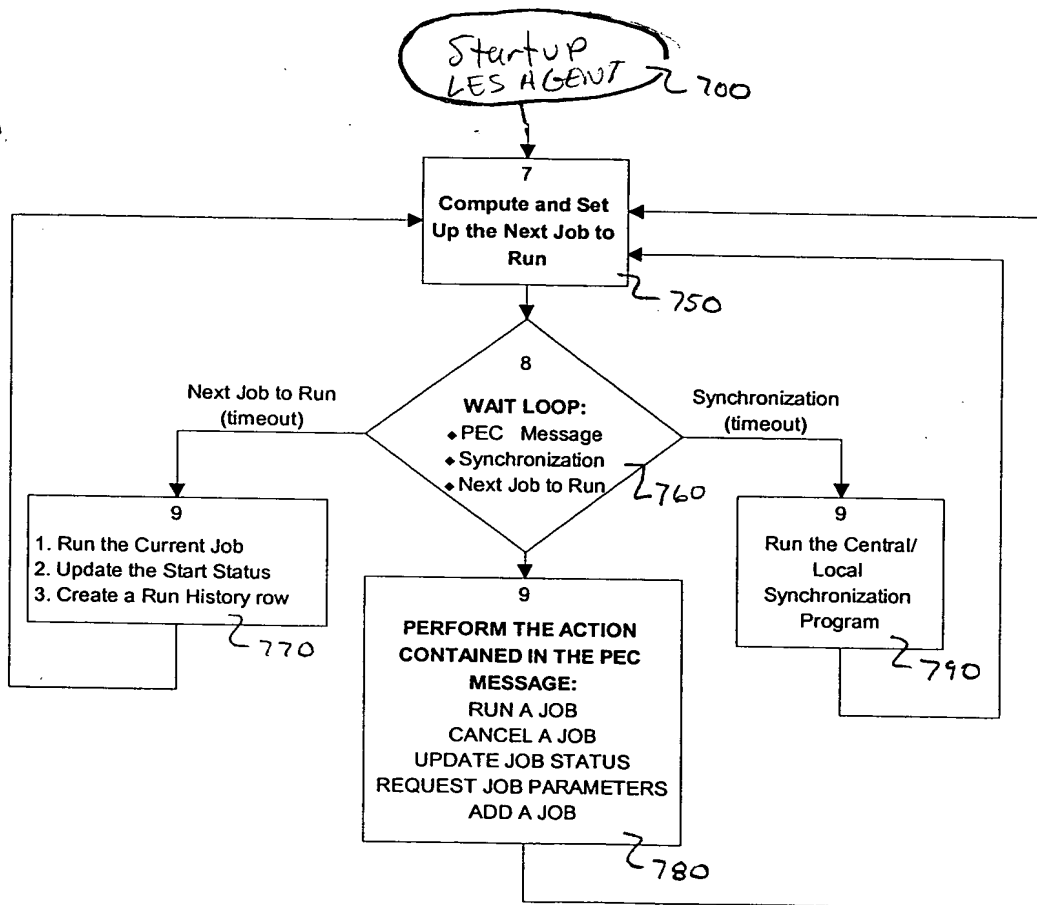 Startup
LES AGENT
700
7
Compute and Set
Up the Next Job to
Run
750
8
WAIT LOOP:
◆ PEC Message
◆ Synchronization
◆ Next Job to Run
760
Next Job to Run
(timeout)
Synchronization
(timeout)
9
1. Run the Current Job
2. Update the Start Status
3. Create a Run History row
770
9
PERFORM THE ACTION
CONTAINED IN THE PEC
MESSAGE:
RUN A JOB
CANCEL A JOB
UPDATE JOB STATUS
REQUEST JOB PARAMETERS
ADD A JOB
780
9
Run the Central/
Local
Synchronization
Program
790